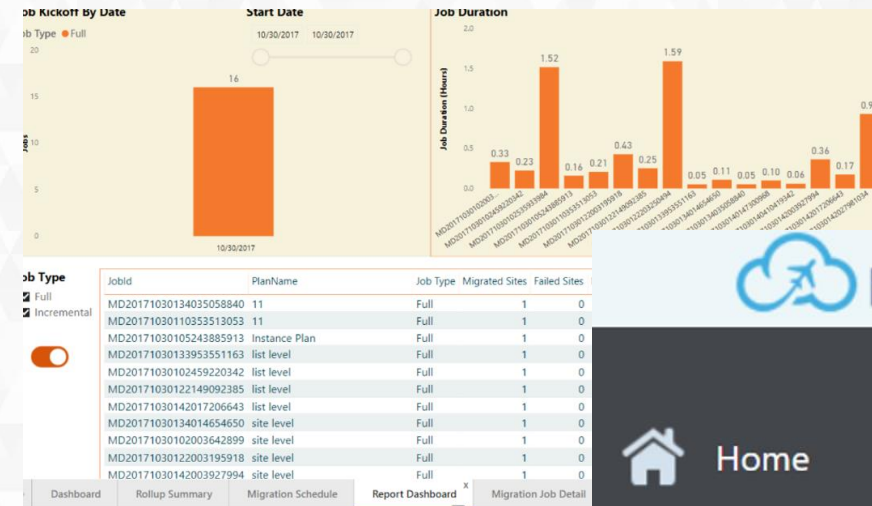 ob Kickoff By Date
ob Type Full
20
15
10
5
0
Jobs
16
10/30/2017
Start Date
10/30/2017 10/30/2017
Job Duration
Job Duration (Hours)
2.0
1.5
1.0
0.5
0.0
0.33
0.23
1.52
0.16
0.21
0.43
0.25
1.59
0.05
0.11
0.05
0.10
0.06
0.36
0.17
0.9
ob Type
Full
Incremental
JobId PlanName Job Type Migrated Sites Failed Sites
MD20171030134035058840 11 Full 1 0
MD20171030110353513053 11 Full 1 0
MD20171030105243885913 Instance Plan Full 1 0
MD20171030133953551163 list level Full 1 0
MD20171030102459220342 list level Full 1 0
MD20171030122149092385 list level Full 1 0
MD20171030142017206643 list level Full 1 0
MD20171030134014654650 site level Full 1 0
MD20171030102003642899 site level Full 1 0
MD20171030122003195918 site level Full 1 0
MD20171030142003927994 site level Full 1 0
Dashboard Rollup Summary Migration Schedule Report Dashboard x Migration Job Detail
Home